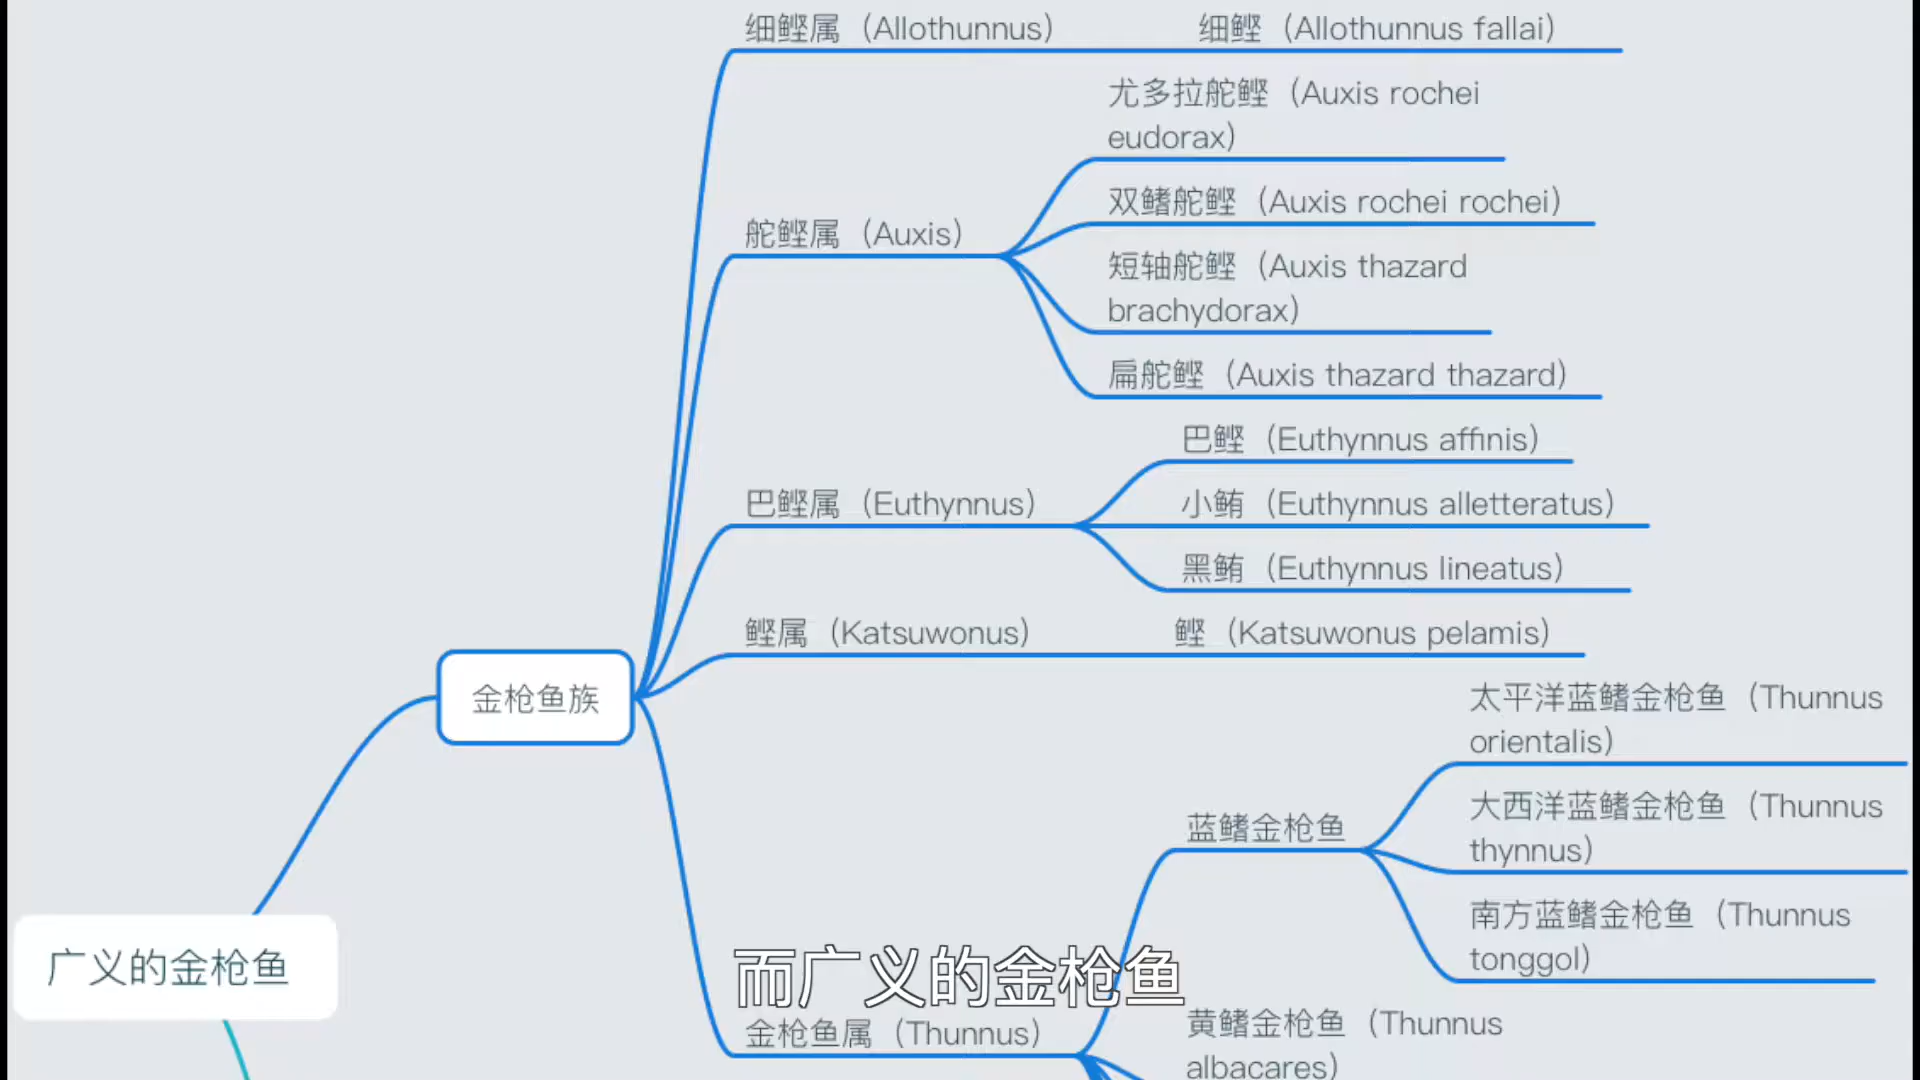 细鲣属（Allothunnus）
细鲣（Allothunnus fallai）
尤多拉舵鲣（Auxis rochei
eudorax）
双鳍舵鲣（Auxis rochei rochei）
舵鲣属（Auxis）
短轴舵鲣（Auxis thazard
brachydorax）
扁舵鲣（Auxis thazard thazard）
巴鲣（Euthynnus affinis）
巴鲣属（Euthynnus）
小鲔（Euthynnus alletteratus）
黑鲔（Euthynnus lineatus）
鲣属（Katsuwonus）
鲣（Katsuwonus pelamis）
金枪鱼族
太平洋蓝鳍金枪鱼（Thunnus
orientalis）
蓝鳍金枪鱼
大西洋蓝鳍金枪鱼（Thunnus
thynnus）
南方蓝鳍金枪鱼（Thunnus
tonggol）
广义的金枪鱼
而广义的金枪鱼
金枪鱼属（Thunnus）
黄鳍金枪鱼（Thunnus
albacares）